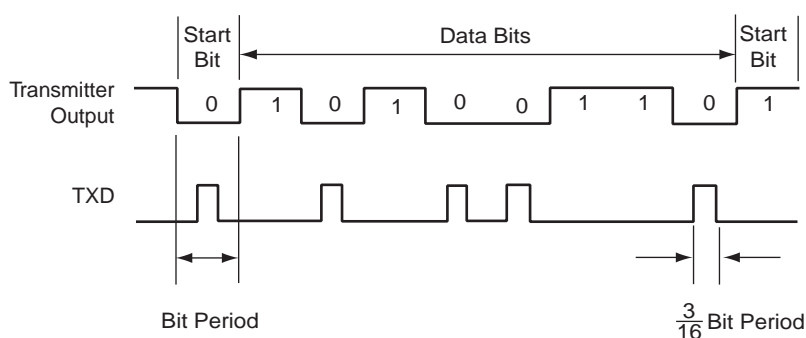 Start Bit
Data Bits
Start Bit
Transmitter Output
0 1 0 1 0 0 1 1 0 1
TXD
Bit Period
3/16 Bit Period